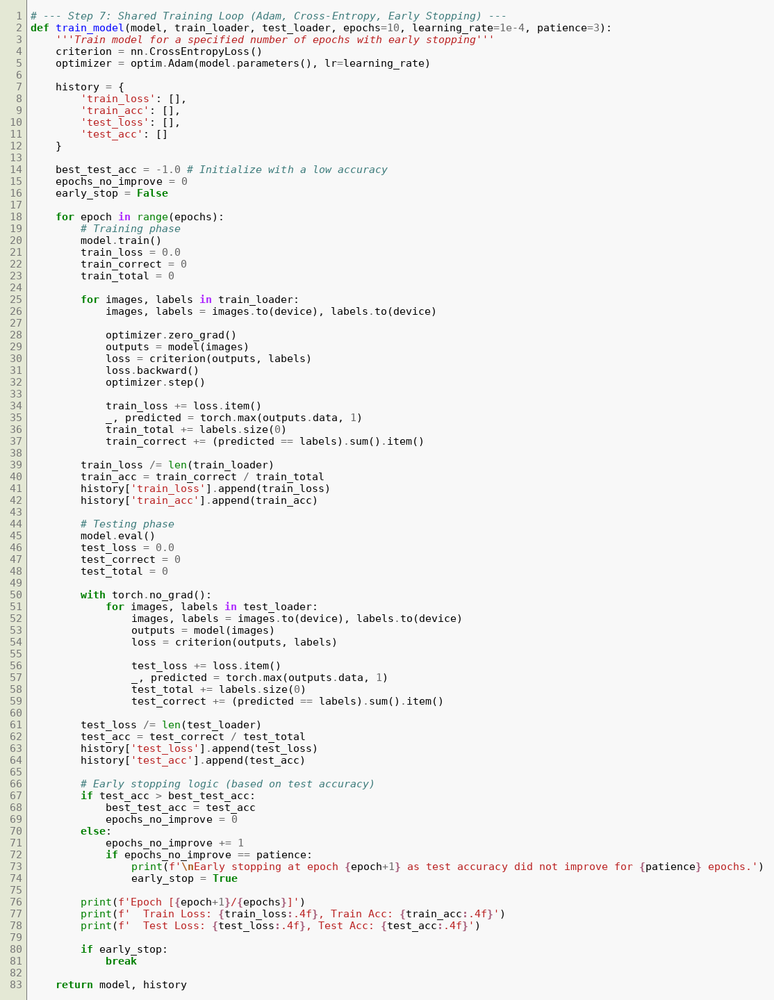 1 # --- Step 7: Shared Training Loop (Adam, Cross-Entropy, Early Stopping) ---
2 def train_model(model, train_loader, test_loader, epochs=10, learning_rate=1e-4, patience=3):
3     '''Train model for a specified number of epochs with early stopping'''
4     criterion = nn.CrossEntropyLoss()
5     optimizer = optim.Adam(model.parameters(), lr=learning_rate)
6
7     history = {
8         'train_loss': [],
9         'train_acc': [],
10         'test_loss': [],
11         'test_acc': []
12     }
13
14     best_test_acc = -1.0 # Initialize with a low accuracy
15     epochs_no_improve = 0
16     early_stop = False
17
18     for epoch in range(epochs):
19         # Training phase
20         model.train()
21         train_loss = 0.0
22         train_correct = 0
23         train_total = 0
24
25         for images, labels in train_loader:
26             images, labels = images.to(device), labels.to(device)
27
28             optimizer.zero_grad()
29             outputs = model(images)
30             loss = criterion(outputs, labels)
31             loss.backward()
32             optimizer.step()
33
34             train_loss += loss.item()
35             _, predicted = torch.max(outputs.data, 1)
36             train_total += labels.size(0)
37             train_correct += (predicted == labels).sum().item()
38
39         train_loss /= len(train_loader)
40         train_acc = train_correct / train_total
41         history['train_loss'].append(train_loss)
42         history['train_acc'].append(train_acc)
43
44         # Testing phase
45         model.eval()
46         test_loss = 0.0
47         test_correct = 0
48         test_total = 0
49
50         with torch.no_grad():
51             for images, labels in test_loader:
52                 images, labels = images.to(device), labels.to(device)
53                 outputs = model(images)
54                 loss = criterion(outputs, labels)
55
56                 test_loss += loss.item()
57                 _, predicted = torch.max(outputs.data, 1)
58                 test_total += labels.size(0)
59                 test_correct += (predicted == labels).sum().item()
60
61         test_loss /= len(test_loader)
62         test_acc = test_correct / test_total
63         history['test_loss'].append(test_loss)
64         history['test_acc'].append(test_acc)
65
66         # Early stopping logic (based on test accuracy)
67         if test_acc > best_test_acc:
68             best_test_acc = test_acc
69             epochs_no_improve = 0
70         else:
71             epochs_no_improve += 1
72             if epochs_no_improve == patience:
73                 print(f'\nEarly stopping at epoch {epoch+1} as test accuracy did not improve for {patience} epochs.')
74                 early_stop = True
75
76         print(f'Epoch [{epoch+1}/{epochs}]')
77         print(f'  Train Loss: {train_loss:.4f}, Train Acc: {train_acc:.4f}')
78         print(f'  Test Loss: {test_loss:.4f}, Test Acc: {test_acc:.4f}')
79
80         if early_stop:
81             break
82
83     return model, history